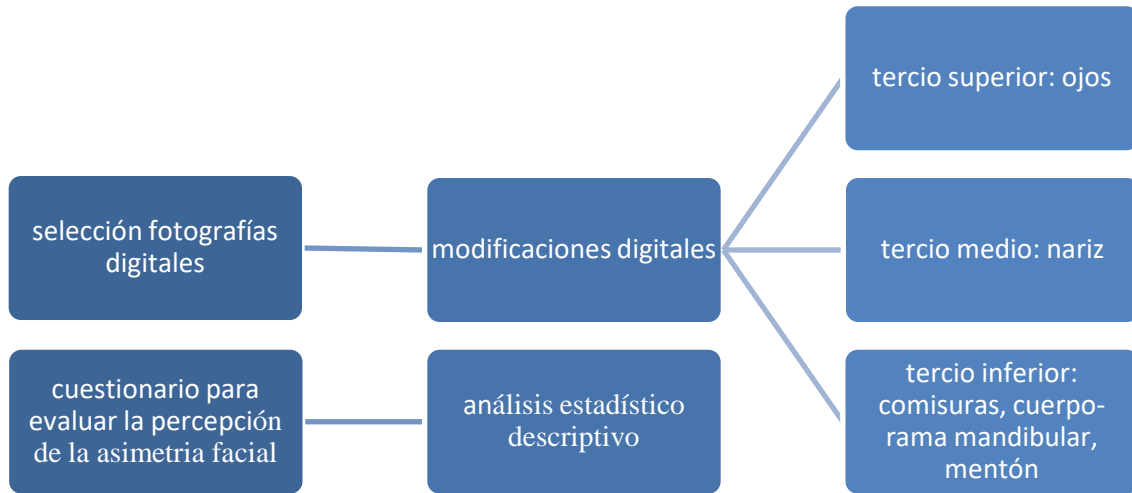 selección fotografías
digitales
modificaciones digitales
tercio superior: ojos
tercio medio: nariz
tercio inferior:
comisuras, cuerpo-
rama mandibular,
mentón
cuestionario para
evaluar la percepción
de la asimetria facial
análisis estadístico
descriptivo